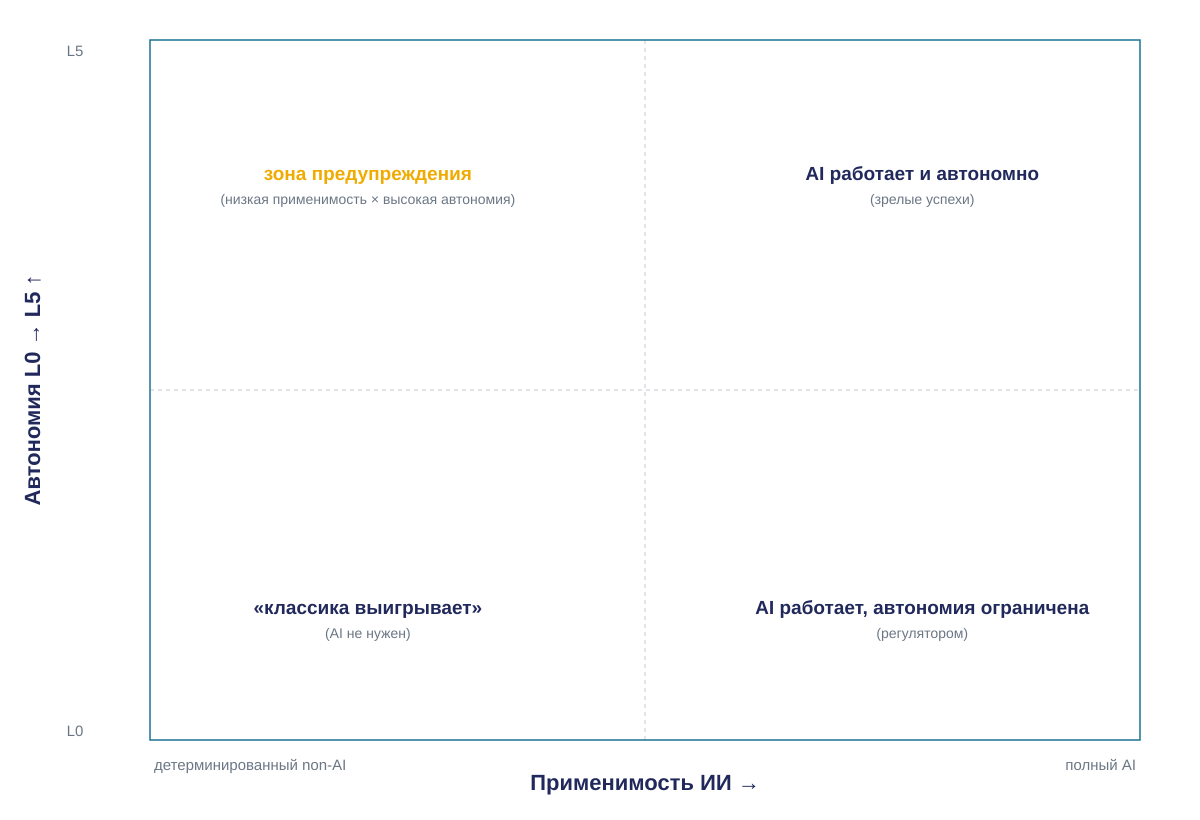 L5
зона предупреждения
(низкая применимость × высокая автономия)
AI работает и автономно
(зрелые успехи)
Автономия L0 → L5 ↑
«классика выигрывает»
(AI не нужен)
AI работает, автономия ограничена
(регулятором)
L0
детерминированный non-AI
полный AI
Применимость ИИ →